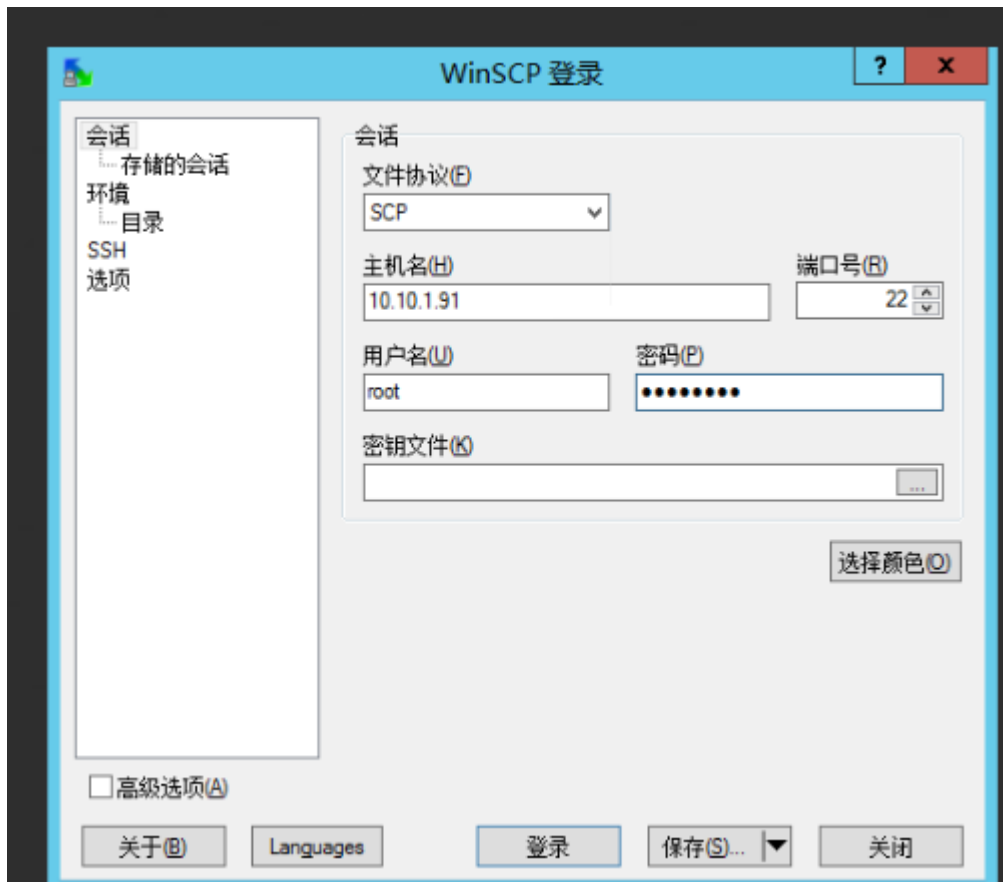 WinSCP 登录
?
x
会话
存储的会话
环境
目录
SSH
选项
会话
文件协议(F)
SCP
主机名(H)
端口号(R)
10.10.1.91
22
用户名(U)
密码(P)
root
••••••••
密钥文件(K)
...
选择颜色(O)
高级选项(A)
关于(B)
Languages
登录
保存(S)...
关闭